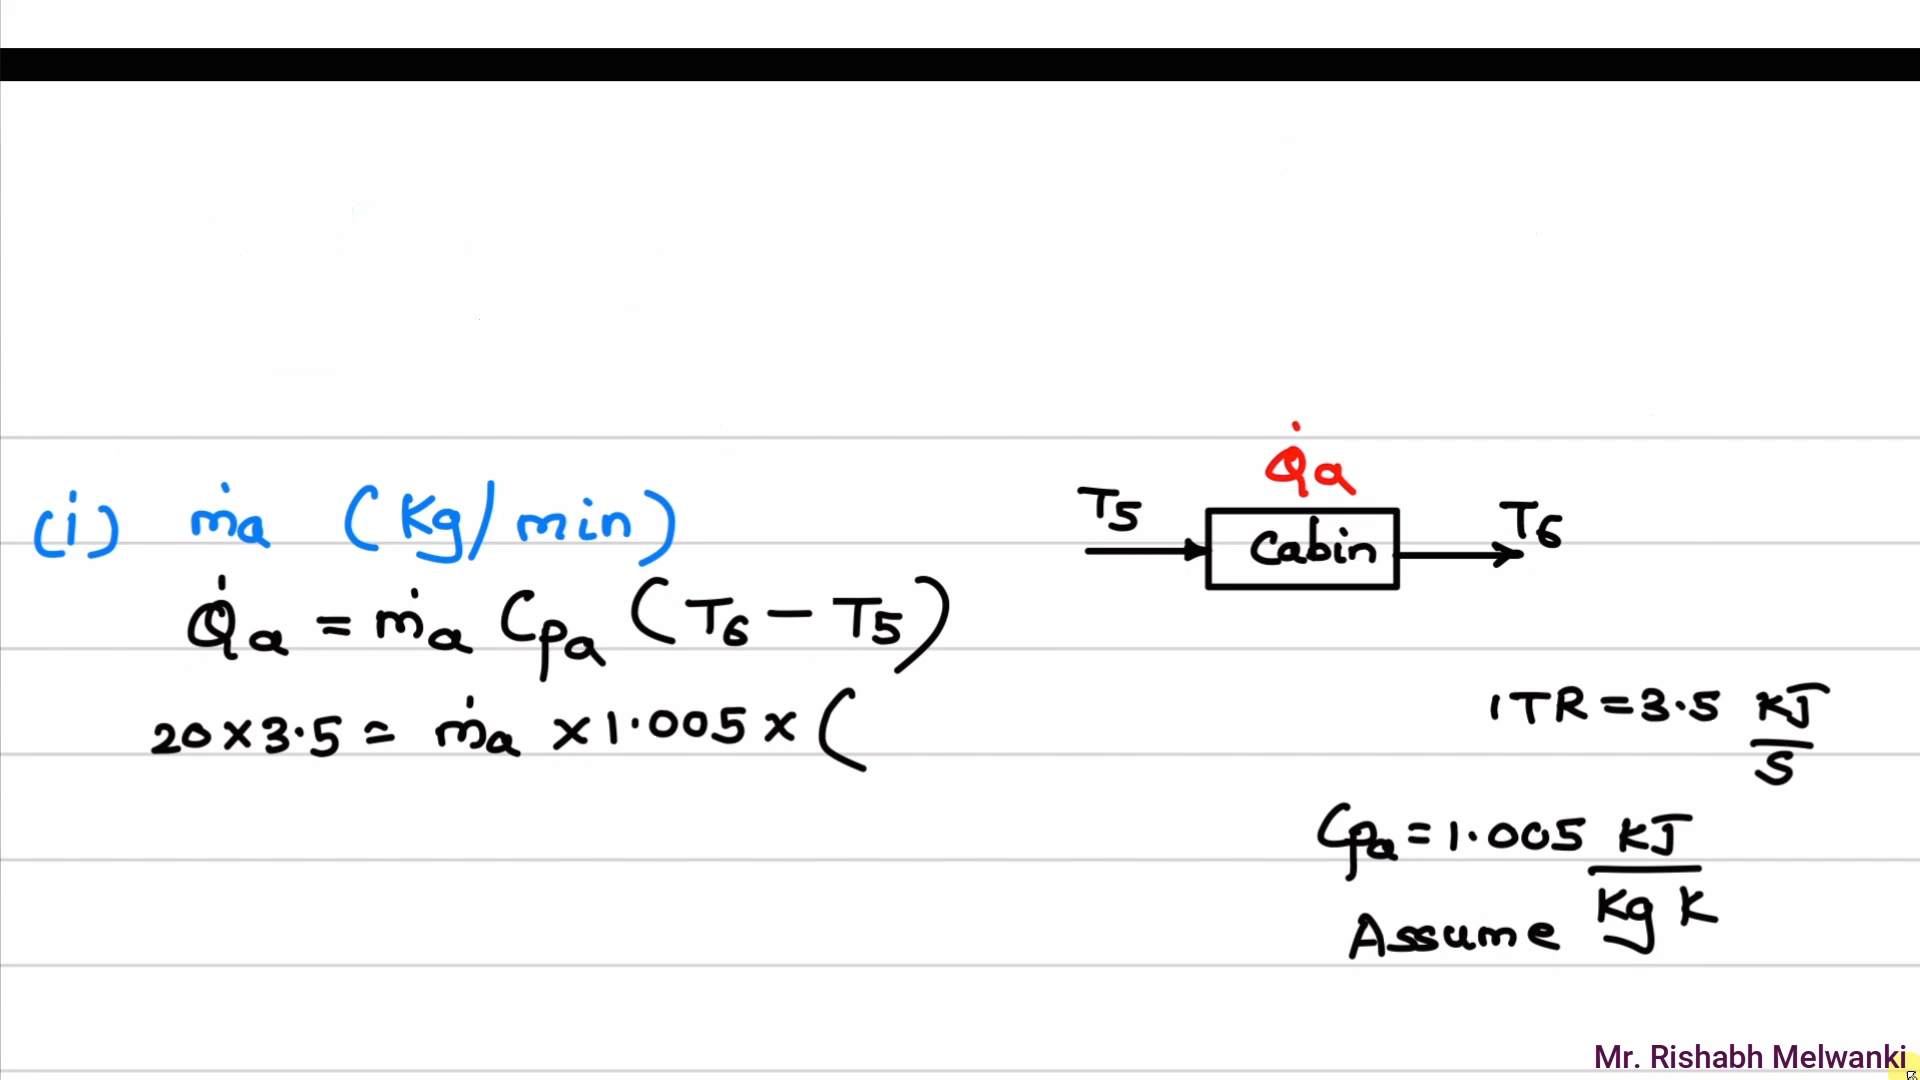 (i) ṁa (Kg/min)
Q̇a = ṁa Cpa (T6 − T5)
20×3.5 = ṁa ×1.005×(
Q̇a
T5
Cabin
T6
1TR = 3.5 KJ/S
Cpa = 1.005 KJ/Kg K
Assume
Mr. Rishabh Melwanki